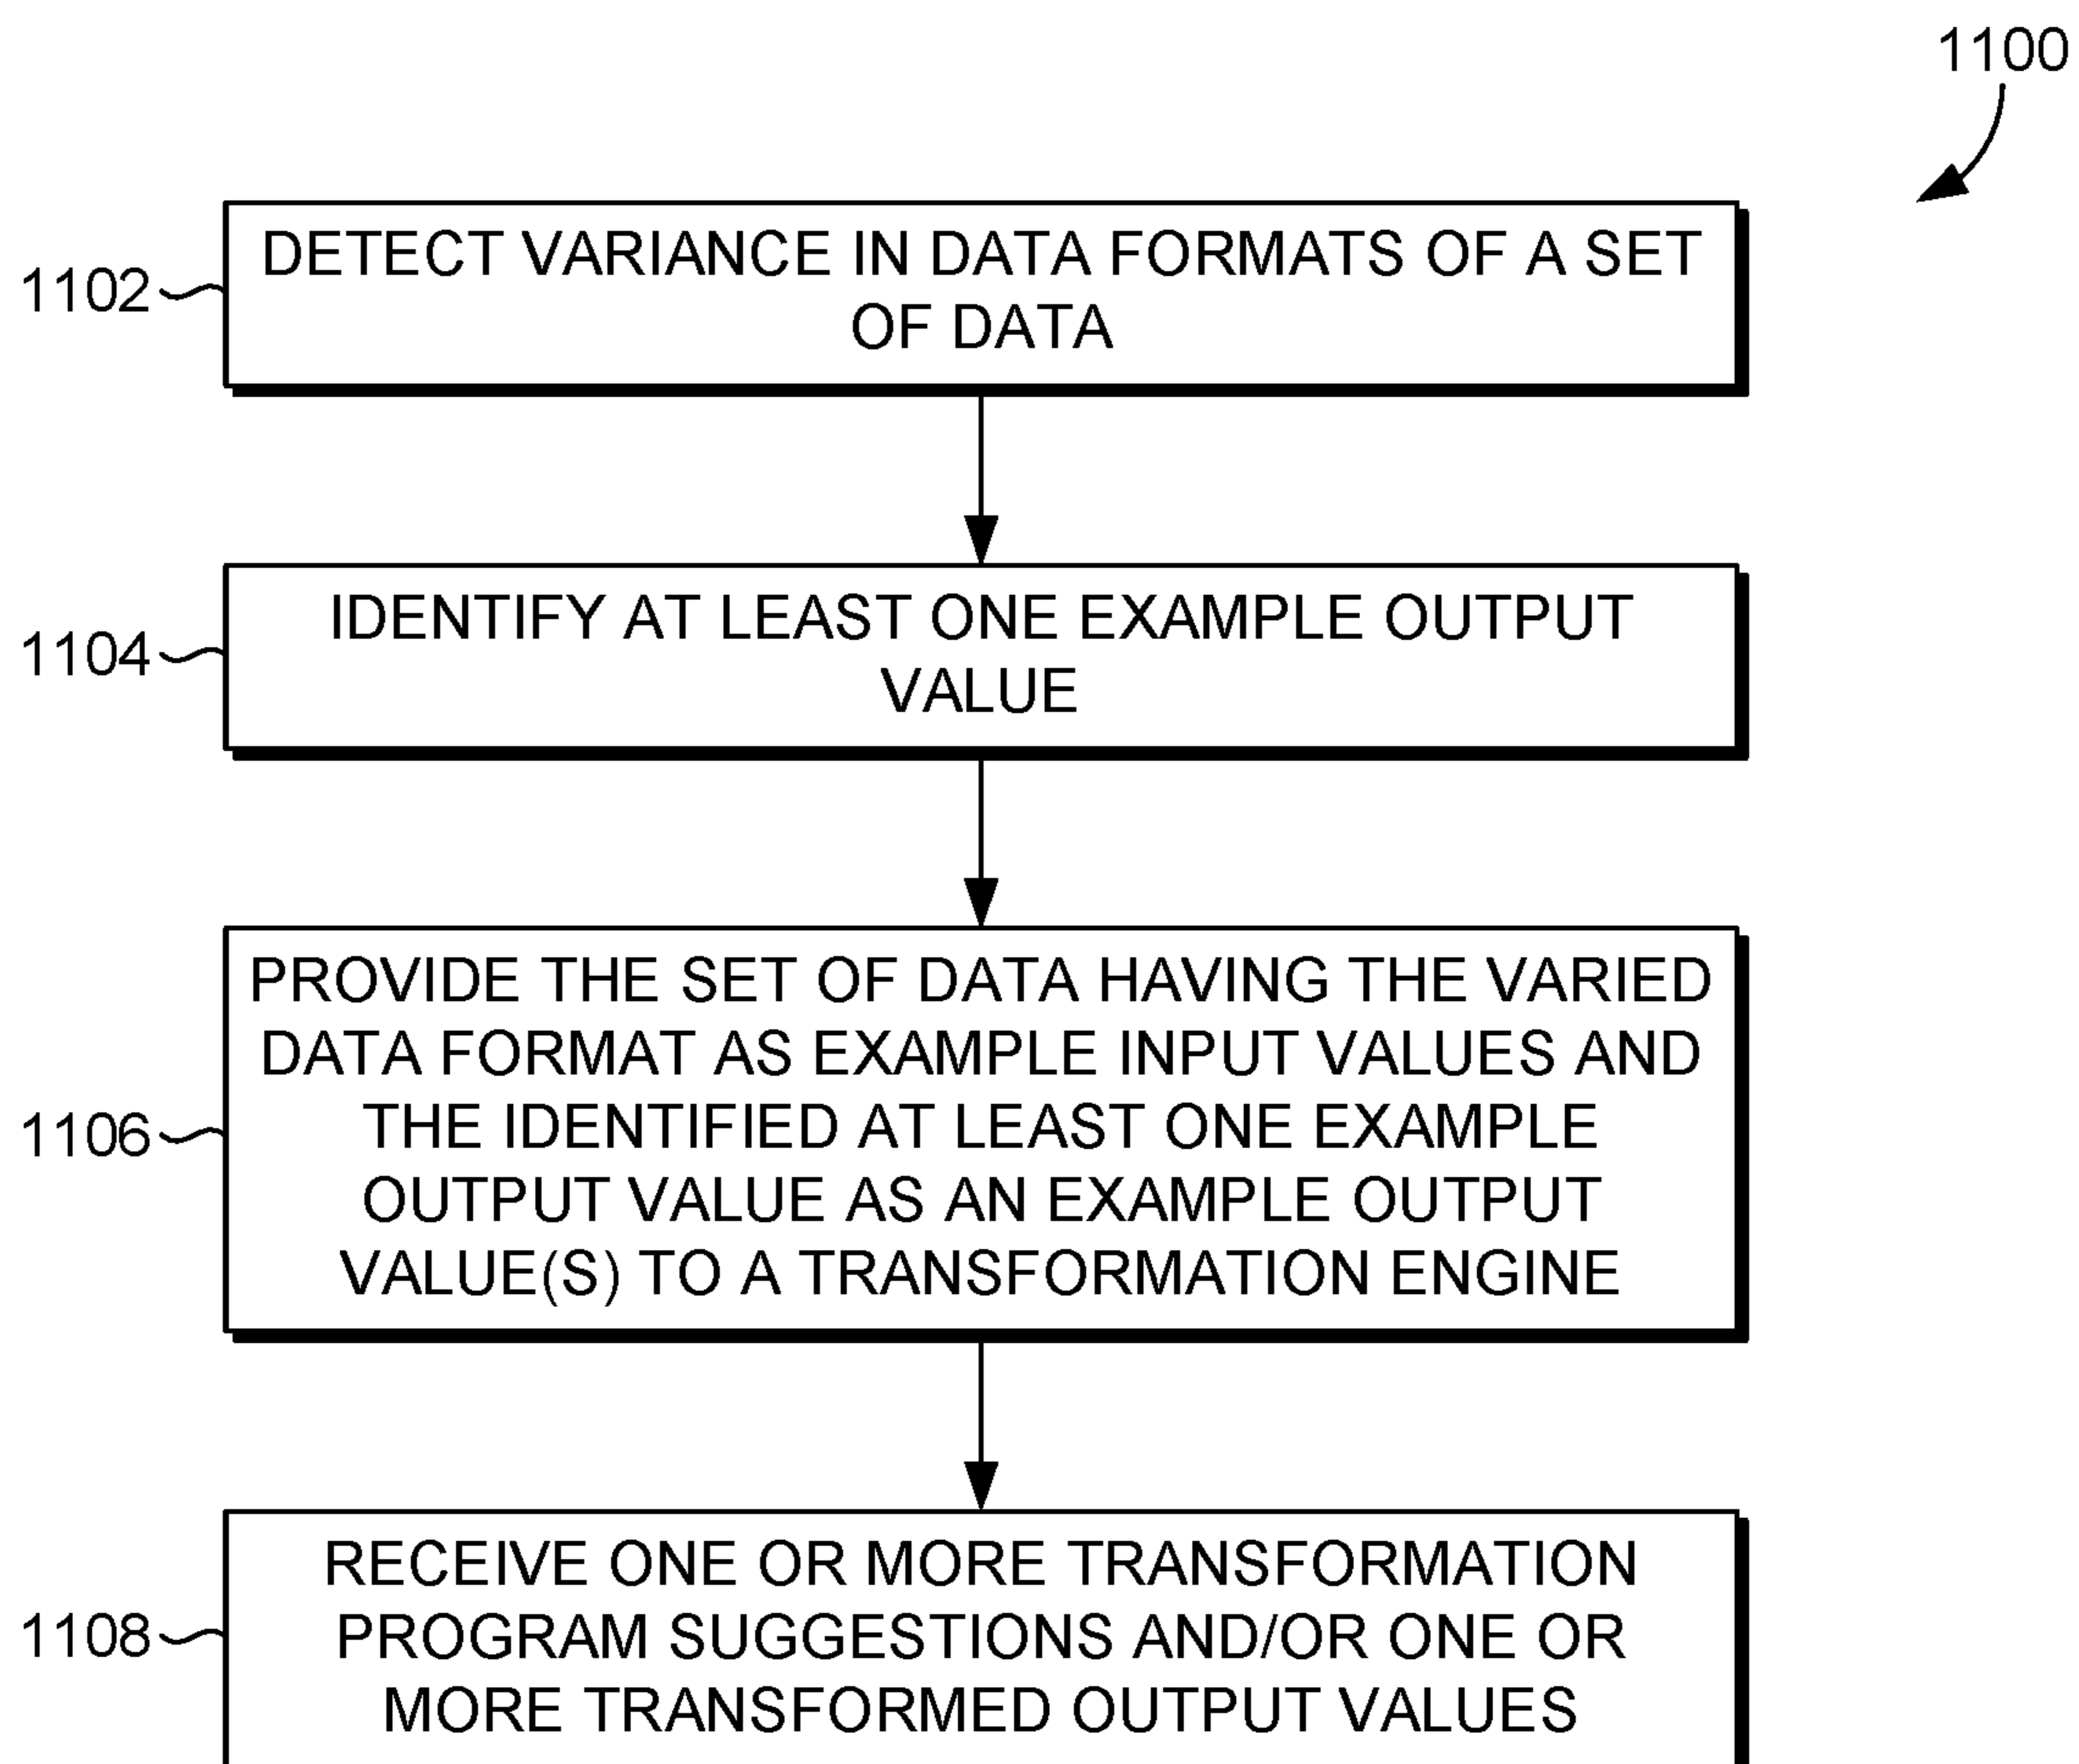 1100
1102
DETECT VARIANCE IN DATA FORMATS OF A SET
OF DATA
1104
IDENTIFY AT LEAST ONE EXAMPLE OUTPUT
VALUE
1106
PROVIDE THE SET OF DATA HAVING THE VARIED
DATA FORMAT AS EXAMPLE INPUT VALUES AND
THE IDENTIFIED AT LEAST ONE EXAMPLE
OUTPUT VALUE AS AN EXAMPLE OUTPUT
VALUE(S) TO A TRANSFORMATION ENGINE
1108
RECEIVE ONE OR MORE TRANSFORMATION
PROGRAM SUGGESTIONS AND/OR ONE OR
MORE TRANSFORMED OUTPUT VALUES